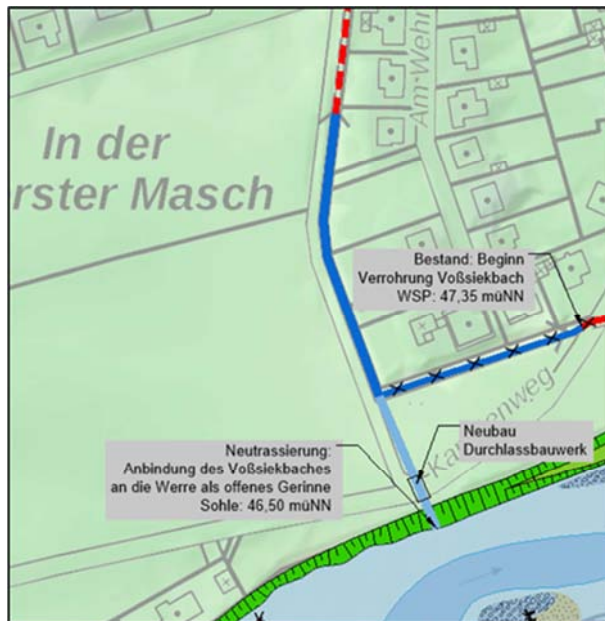 Am Wehr
In der
erster Masch
Bestand: Beginn
Verrohrung Voßsiekbach
WSP: 47,35 müNN
Neubau
Durchlassbauwerk
Neutrassierung:
Anbindung des Voßsiekbaches
an die Werre als offenes Gerinne
Sohle: 46,50 müNN